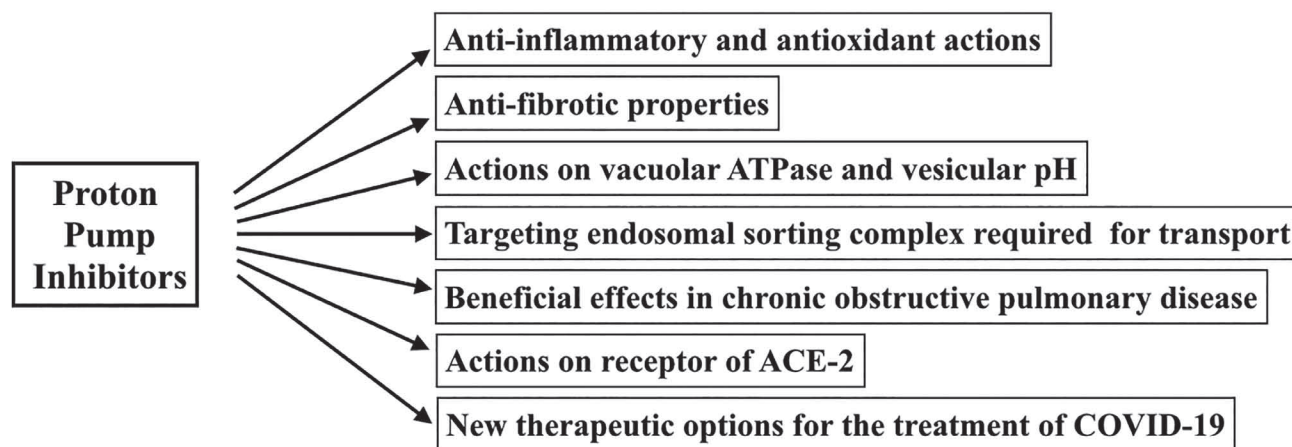 Proton
Pump
Inhibitors
Anti-inflammatory and antioxidant actions
Anti-fibrotic properties
Actions on vacuolar ATPase and vesicular pH
Targeting endosomal sorting complex required for transport
Beneficial effects in chronic obstructive pulmonary disease
Actions on receptor of ACE-2
New therapeutic options for the treatment of COVID-19